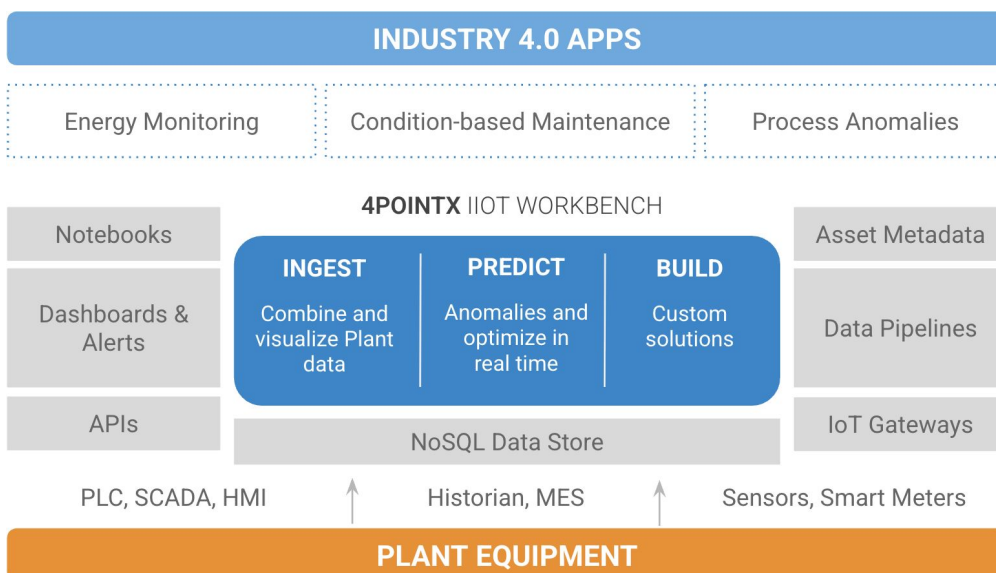 INDUSTRY 4.0 APPS
Energy Monitoring
Condition-based Maintenance
Process Anomalies
4POINTX IIOT WORKBENCH
Notebooks
Dashboards &
Alerts
APIs
INGEST
Combine and
visualize Plant
data
PREDICT
Anomalies and
optimize in
real time
BUILD
Custom
solutions
Asset Metadata
Data Pipelines
IoT Gateways
NoSQL Data Store
PLC, SCADA, HMI
Historian, MES
Sensors, Smart Meters
PLANT EQUIPMENT